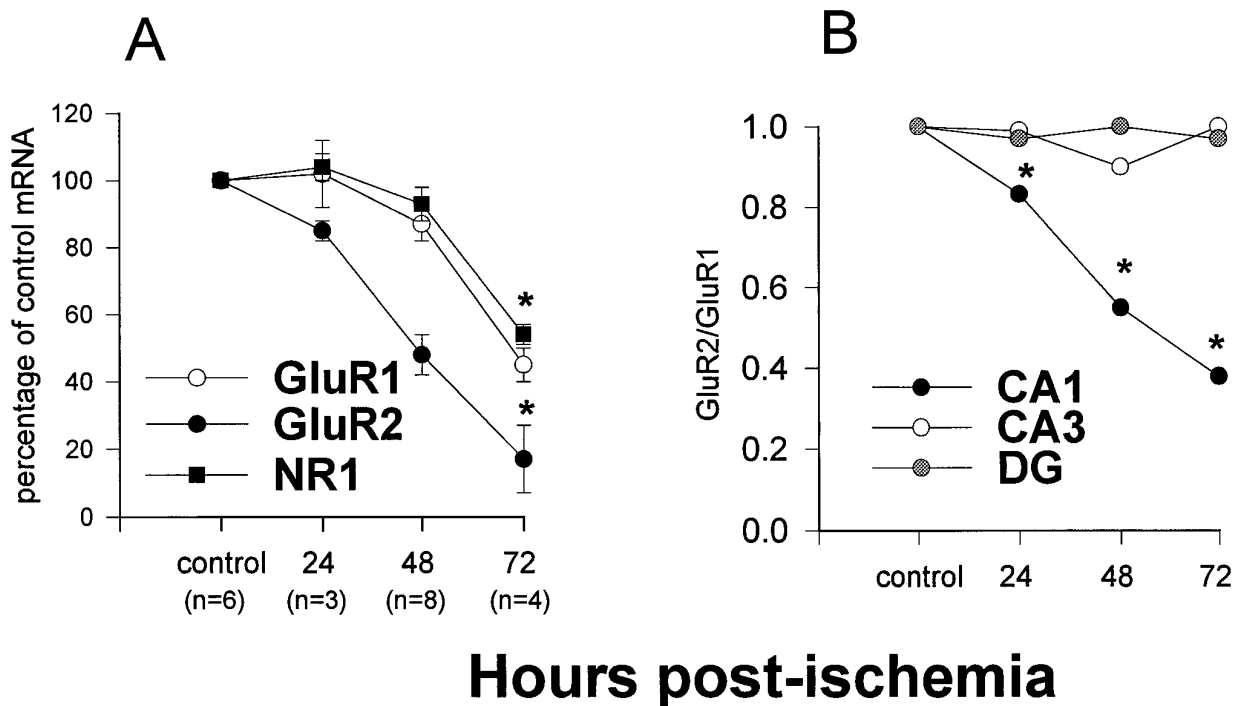 A
percentage of control mRNA
120
100
80
60
40
20
0
*
*
GluR1
GluR2
NR1
control 24 48 72
(n=6) (n=3) (n=8) (n=4)
B
GluR2/GluR1
1.0
0.8
0.6
0.4
0.2
0.0
*
*
*
CA1
CA3
DG
control 24 48 72
Hours post-ischemia